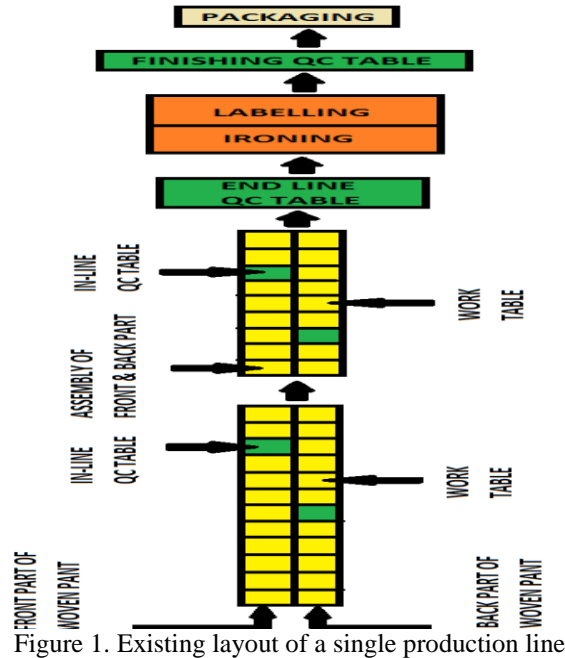 PACKAGING
FINISHING QC TABLE
LABELLING
IRONING
END LINE
QC TABLE
IN-LINE
QC TABLE
WORK
TABLE
ASSEMBLY OF
FRONT & BACK PART
IN-LINE
QC TABLE
WORK
TABLE
FRONT PART OF
WOVEN PANT
BACK PART OF
WOVEN PANT
Figure 1. Existing layout of a single production line